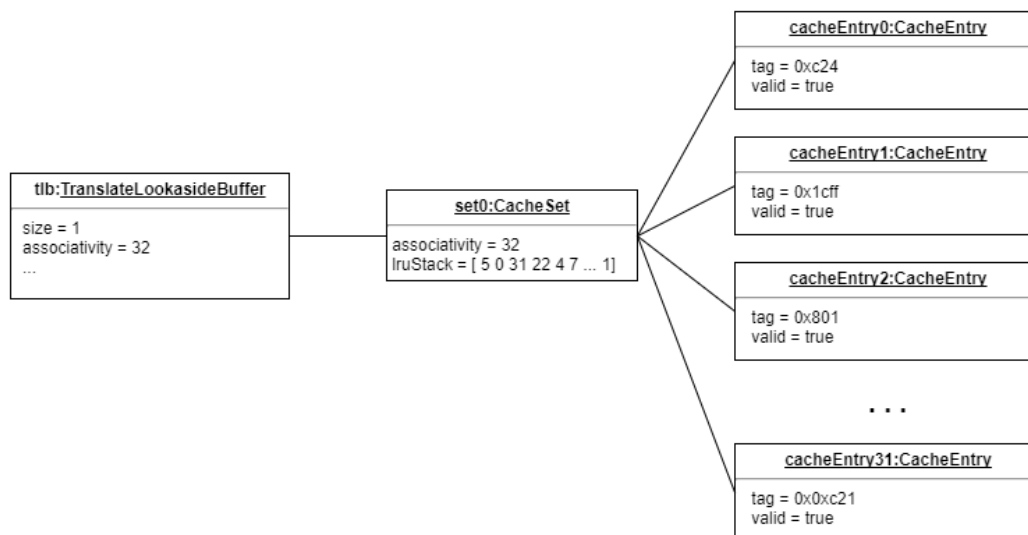 tlb:TranslateLookasideBuffer
size = 1
associativity = 32
...
set0:CacheSet
associativity = 32
lruStack = [ 5 0 31 22 4 7 ... 1]
cacheEntry0:CacheEntry
tag = 0xc24
valid = true
cacheEntry1:CacheEntry
tag = 0x1cff
valid = true
cacheEntry2:CacheEntry
tag = 0x801
valid = true
. . .
cacheEntry31:CacheEntry
tag = 0x0xc21
valid = true